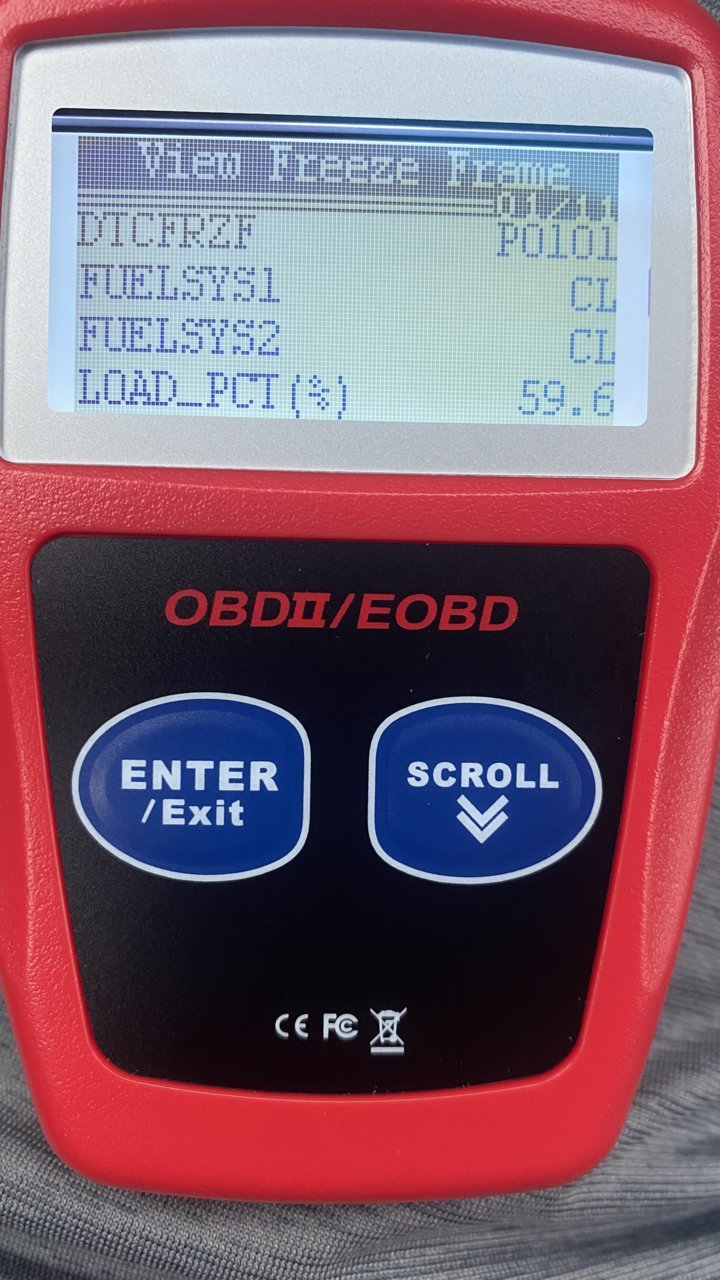 View Freeze Frame
DTCFRZF P0101
FUELSYS1 CL
FUELSYS2 CL
LOAD_PCT(%) 59.6
OBDII/EOBD
ENTER
/Exit
SCROLL
CE FC